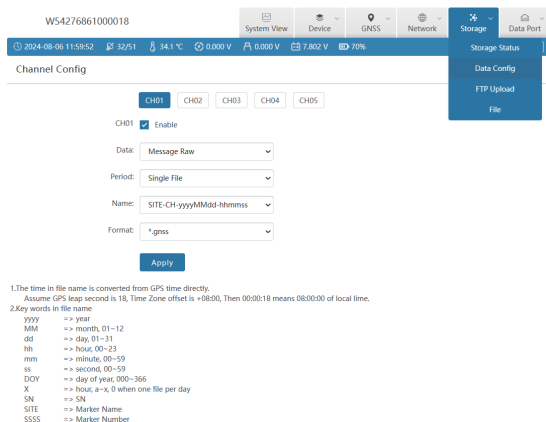 W54276861000018
System View
Device
GNSS
Network
Storage
Data Port
2024-08-06 11:59:52 32/51 34.1 ℃ 0.000 V 0.000 V 7.802 V 70%
Storage Status
Data Config
FTP Upload
File
Channel Config
CH01 CH02 CH03 CH04 CH05
CH01 Enable
Data: Message Raw
Period: Single File
Name: SITE-CH-yyyyMMdd-hhmmss
Format: *.gnss
Apply
1.The time in file name is converted from GPS time directly.
Assume GPS leap second is 18, Time Zone offset is +08:00, Then 00:00:18 means 08:00:00 of local lime.
2.Key words in file name
yyyy => year
MM => month, 01~12
dd => day, 01~31
hh => hour, 00~23
mm => minute, 00~59
ss => second, 00~59
DOY => day of year, 000~366
X => hour, a~x, 0 when one file per day
SN => SN
SITE => Marker Name
SSSS => Marker Number